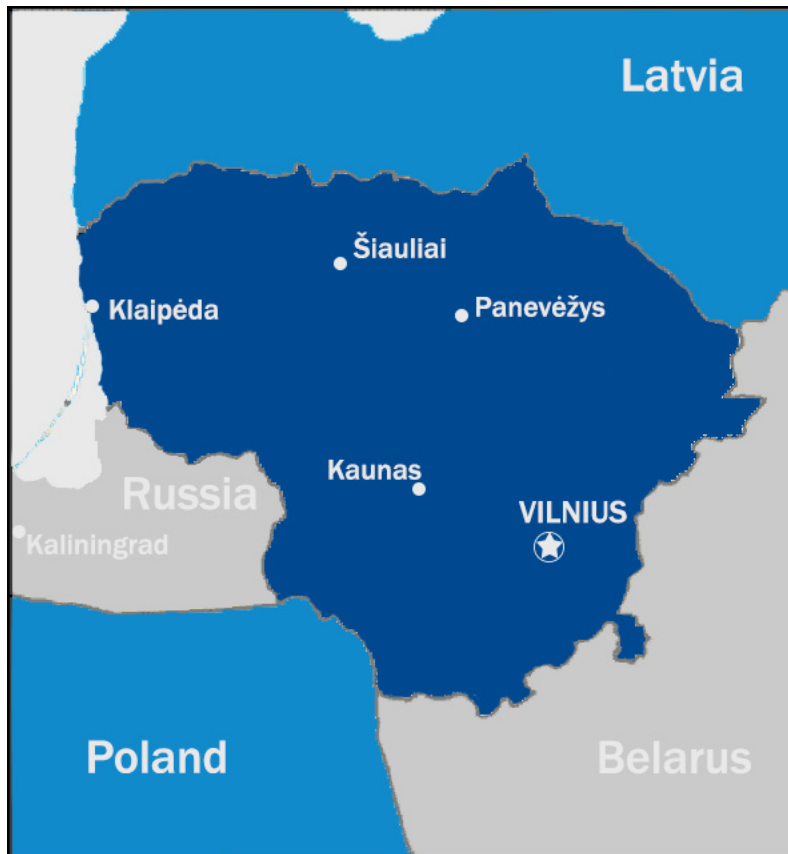 Latvia
Šiauliai
Klaipėda
Panevėžys
Kaunas
Russia
VILNIUS
Kaliningrad
Poland
Belarus